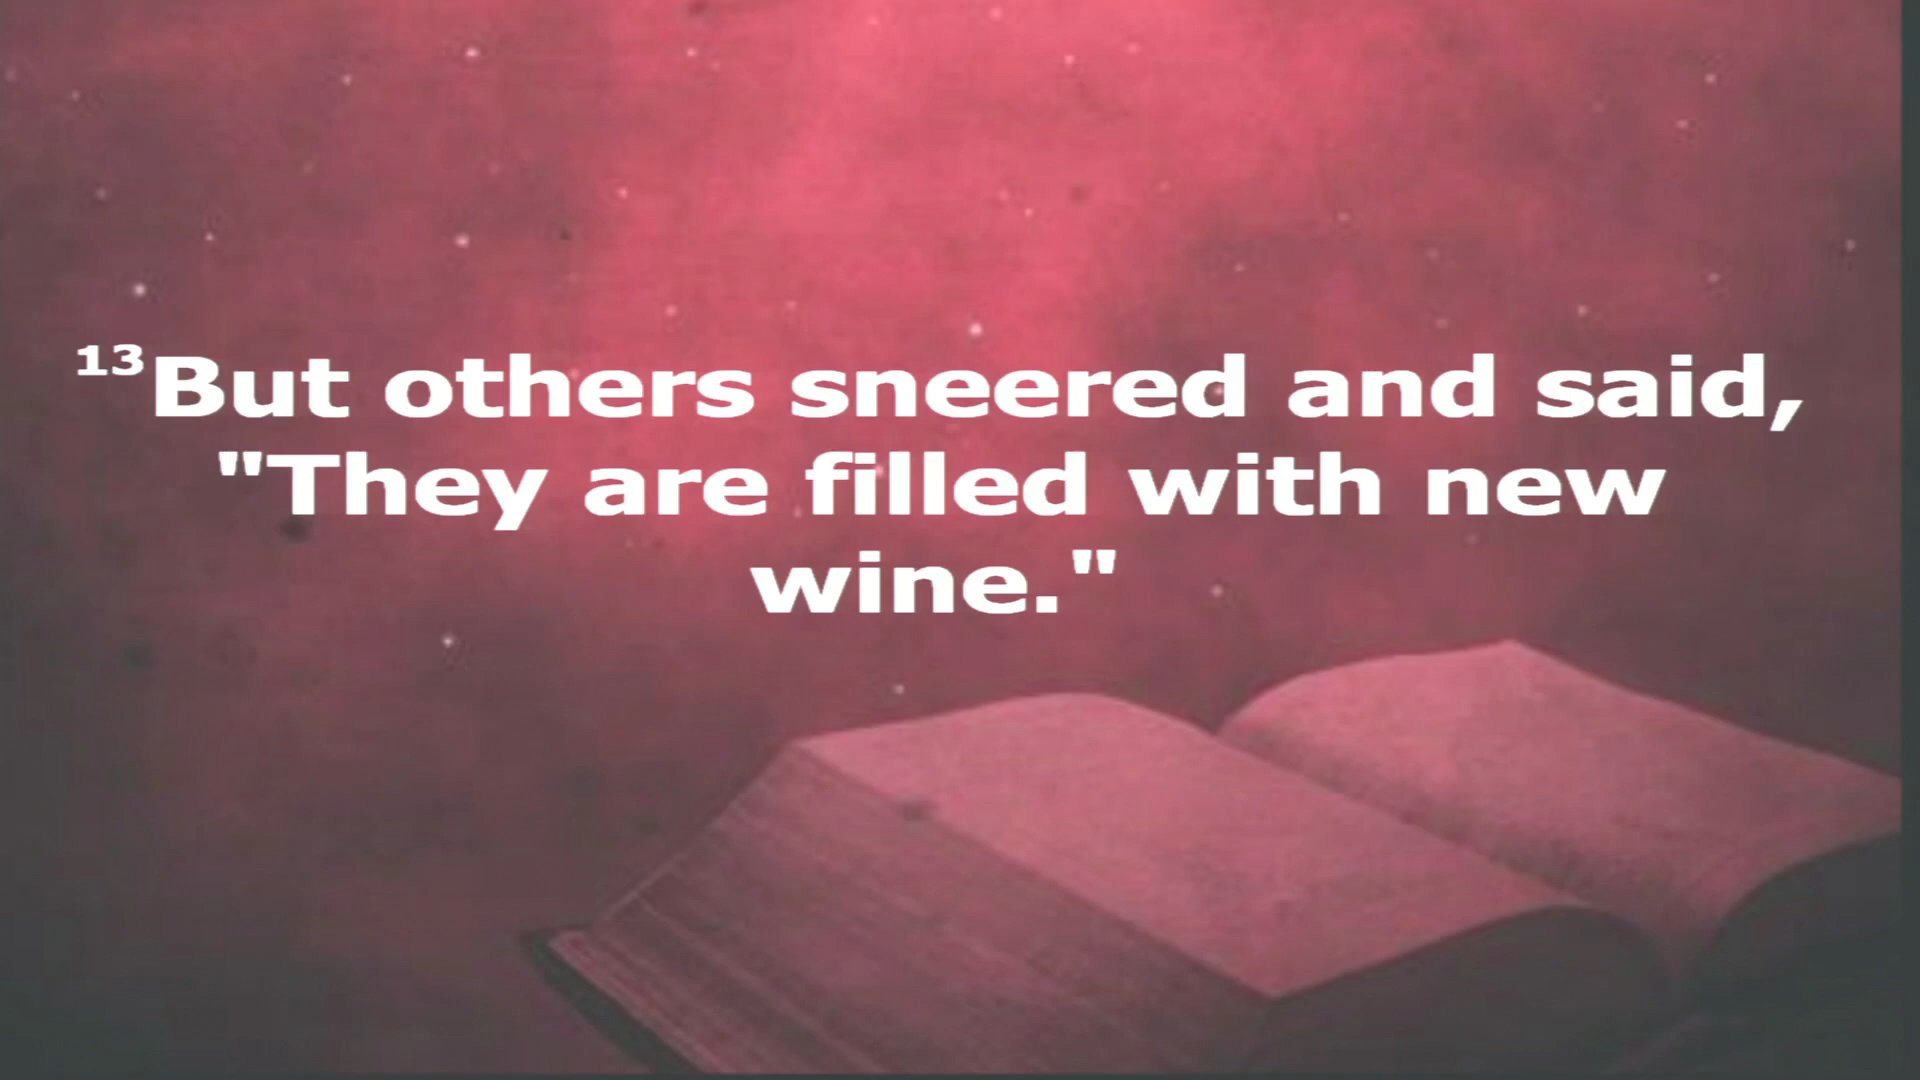 ¹³But others sneered and said,
"They are filled with new
wine."